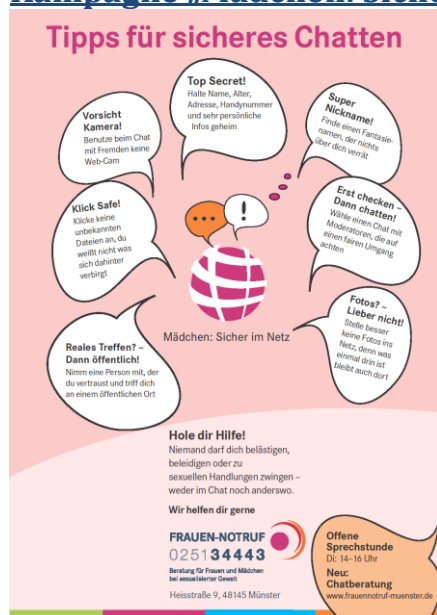 Tipps für sicheres Chatten
Top Secret!
Halte Name, Alter,
Adresse, Handynummer
und sehr persönliche
Infos geheim
Vorsicht
Kamera!
Benutze beim Chat
mit Fremden keine
Web-Cam
Super
Nickname!
Finde einen Fantasie-
namen, der nichts
über dich verrät
Klick Safe!
Klicke keine
unbekannten
Dateien an, du
weißt nicht was
sich dahinter
verbirgt
...
!
Erst checken –
Dann chatten!
Wähle einen Chat mit
Moderatoren, die auf
einen fairen Umgang
achten
Reales Treffen? –
Dann öffentlich!
Nimm eine Person mit, der
du vertraust und triff dich
an einem öffentlichen Ort
Mädchen: Sicher im Netz
Fotos? –
Lieber nicht!
Stelle besser
keine Fotos ins
Netz, denn was
einmal drin ist
bleibt auch dort
Hole dir Hilfe!
Niemand darf dich belästigen,
beleidigen oder zu
sexuellen Handlungen zwingen –
weder im Chat noch anderswo.
Wir helfen dir gerne
FRAUEN-NOTRUF
025134443
Beratung für Frauen und Mädchen
bei sexualisierter Gewalt
Heisstraße 9, 48145 Münster
Offene
Sprechstunde
Di: 14–16 Uhr
Neu:
Chatberatung
www.frauennotruf-muenster.de